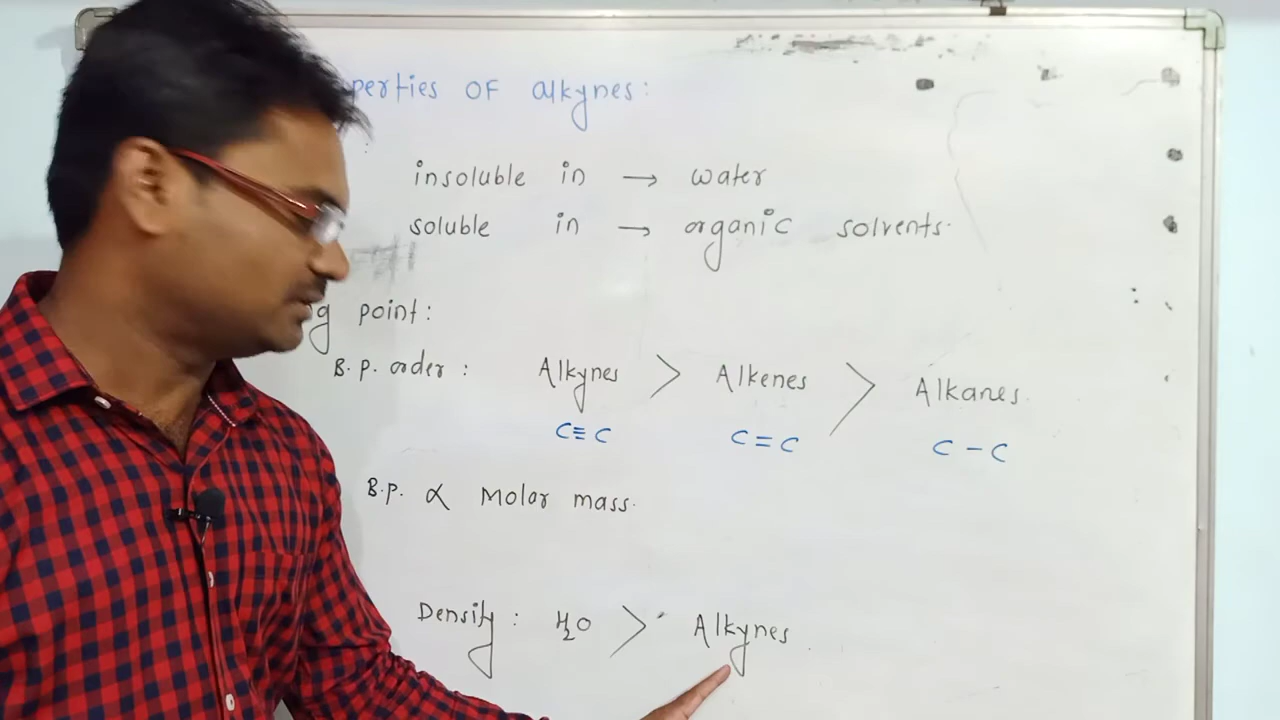 perties OF alkynes:
insoluble in → water
soluble in → organic solvents.
g point:
B.P. order: Alkynes > Alkenes > Alkanes.
C≡C C=C C-C
B.P. ∝ Molar mass.
Density: H₂O > Alkynes